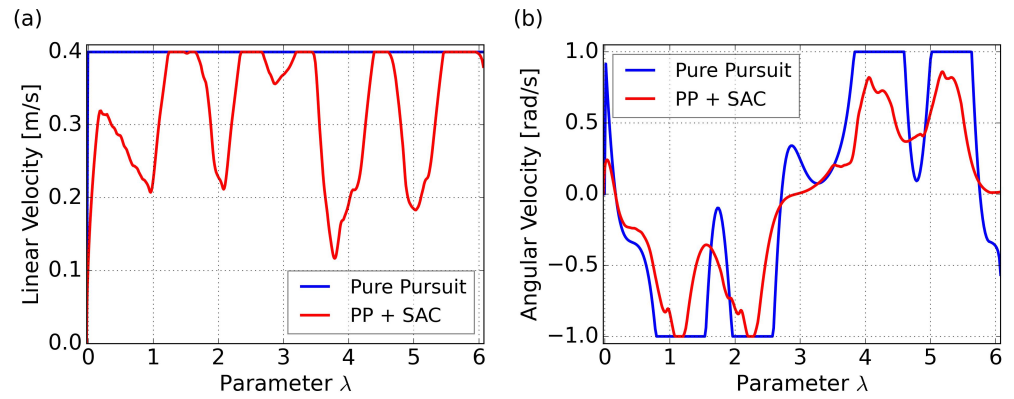 (a)
0.4
0.3
0.2
0.1
0.0
Linear Velocity [m/s]
Pure Pursuit
PP + SAC
0 1 2 3 4 5 6
Parameter λ
(b)
1.0
0.5
0.0
−0.5
−1.0
Angular Velocity [rad/s]
Pure Pursuit
PP + SAC
0 1 2 3 4 5 6
Parameter λ